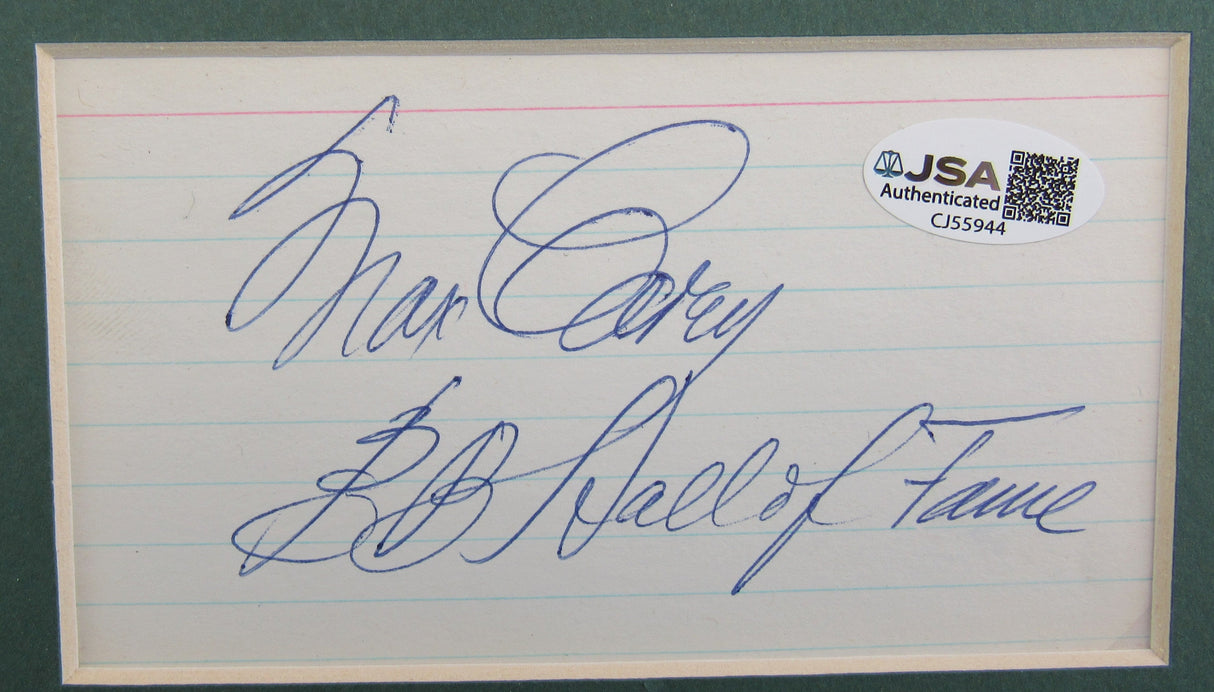 Max Carey
BB Hall of Fame
JSA
Authenticated
CJ55944